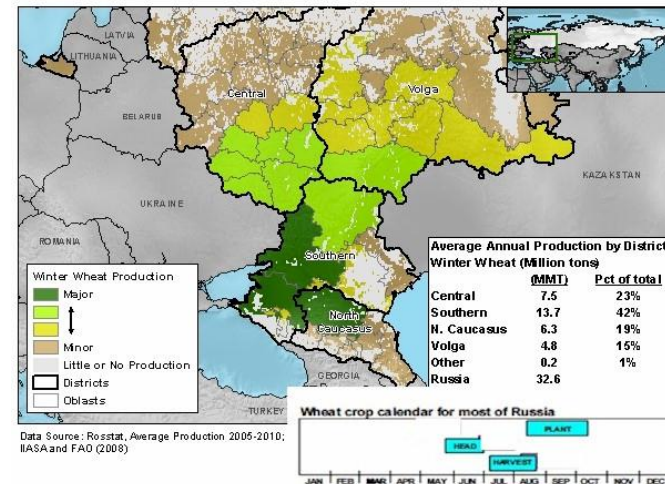 LATVIA
LITHUANIA
BELARUS
Central
Volga
KAZAKSTAN
UKRAINE
ROMANIA
Southern
North
Caucasus
GEORGIA
TURKEY
Winter Wheat Production
Major
Minor
Little or No Production
Districts
Oblasts
Average Annual Production by District
Winter Wheat (Million tons)
(MMT) Pct of total
Central 7.5 23%
Southern 13.7 42%
N. Caucasus 6.3 19%
Volga 4.8 15%
Other 0.2 1%
Russia 32.6
Data Source: Rosstat, Average Production 2005-2010;
IIASA and FAO (2008)
Wheat crop calendar for most of Russia
PLANT
HEAD
HARVEST
JAN FEB MAR APR MAY JUN JUL AUG SEP OCT NOV DEC